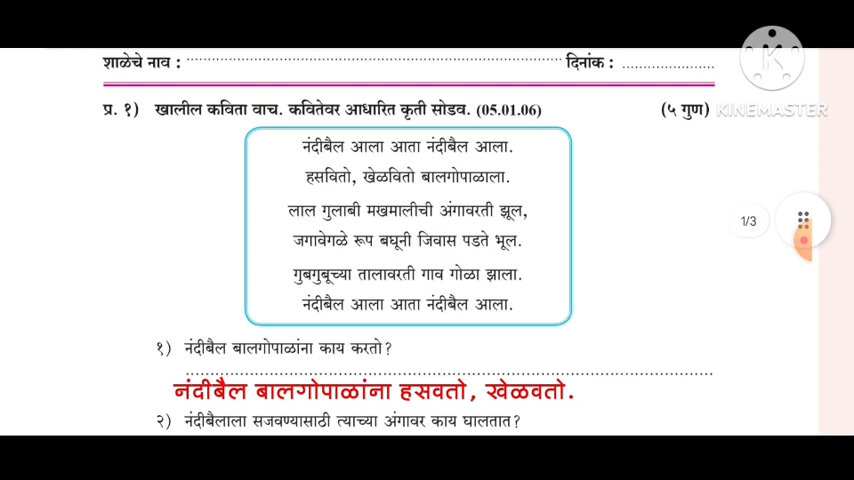 शाळेचे नाव : ........................ दिनांक : ........................
प्र. १) खालील कविता वाच. कवितेवर आधारित कृती सोडव. (05.01.06) (५ गुण)
नंदीबैल आला आता नंदीबैल आला.
हसवितो, खेळवितो बालगोपाळाला.
लाल गुलाबी मखमालीची अंगावरती झूल,
जगावेगळे रूप बघूनी जिवास पडते भूल.
गुबगुबूच्या तालावरती गाव गोळा झाला.
नंदीबैल आला आता नंदीबैल आला.
१) नंदीबैल बालगोपाळांना काय करतो?
नंदीबैल बालगोपाळांना हसवतो, खेळवतो.
२) नंदीबैलाला सजवण्यासाठी त्याच्या अंगावर काय घालतात?
K
KINEMASTER
1/3